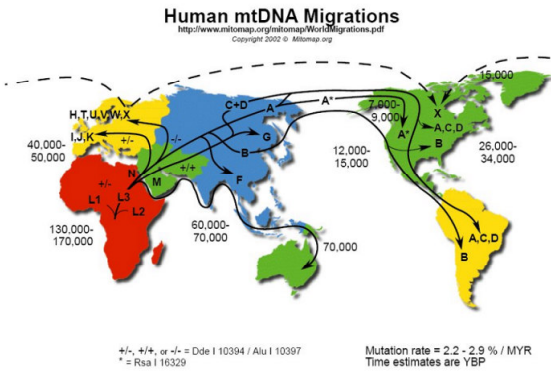 Human mtDNA Migrations
http://www.mitomap.org/mitomap/WorldMigrations.pdf
Copyright 2002 © Mitomap.org
15,000
H,T,U,V,W,X
C+D
A
A*
7,000-
9,000
X
I,J,K
+/-
-/-
G
A*
A,C,D
B
B
40,000-
50,000
N
+/+
M
F
12,000-
15,000
26,000-
34,000
+/-
L3
L1
L2
60,000-
70,000
130,000-
170,000
70,000
A,C,D
B
+/-, +/+, or -/- = Dde I 10394 / Alu I 10397
* = Rsa I 16329
Mutation rate = 2.2 - 2.9 % / MYR
Time estimates are YBP